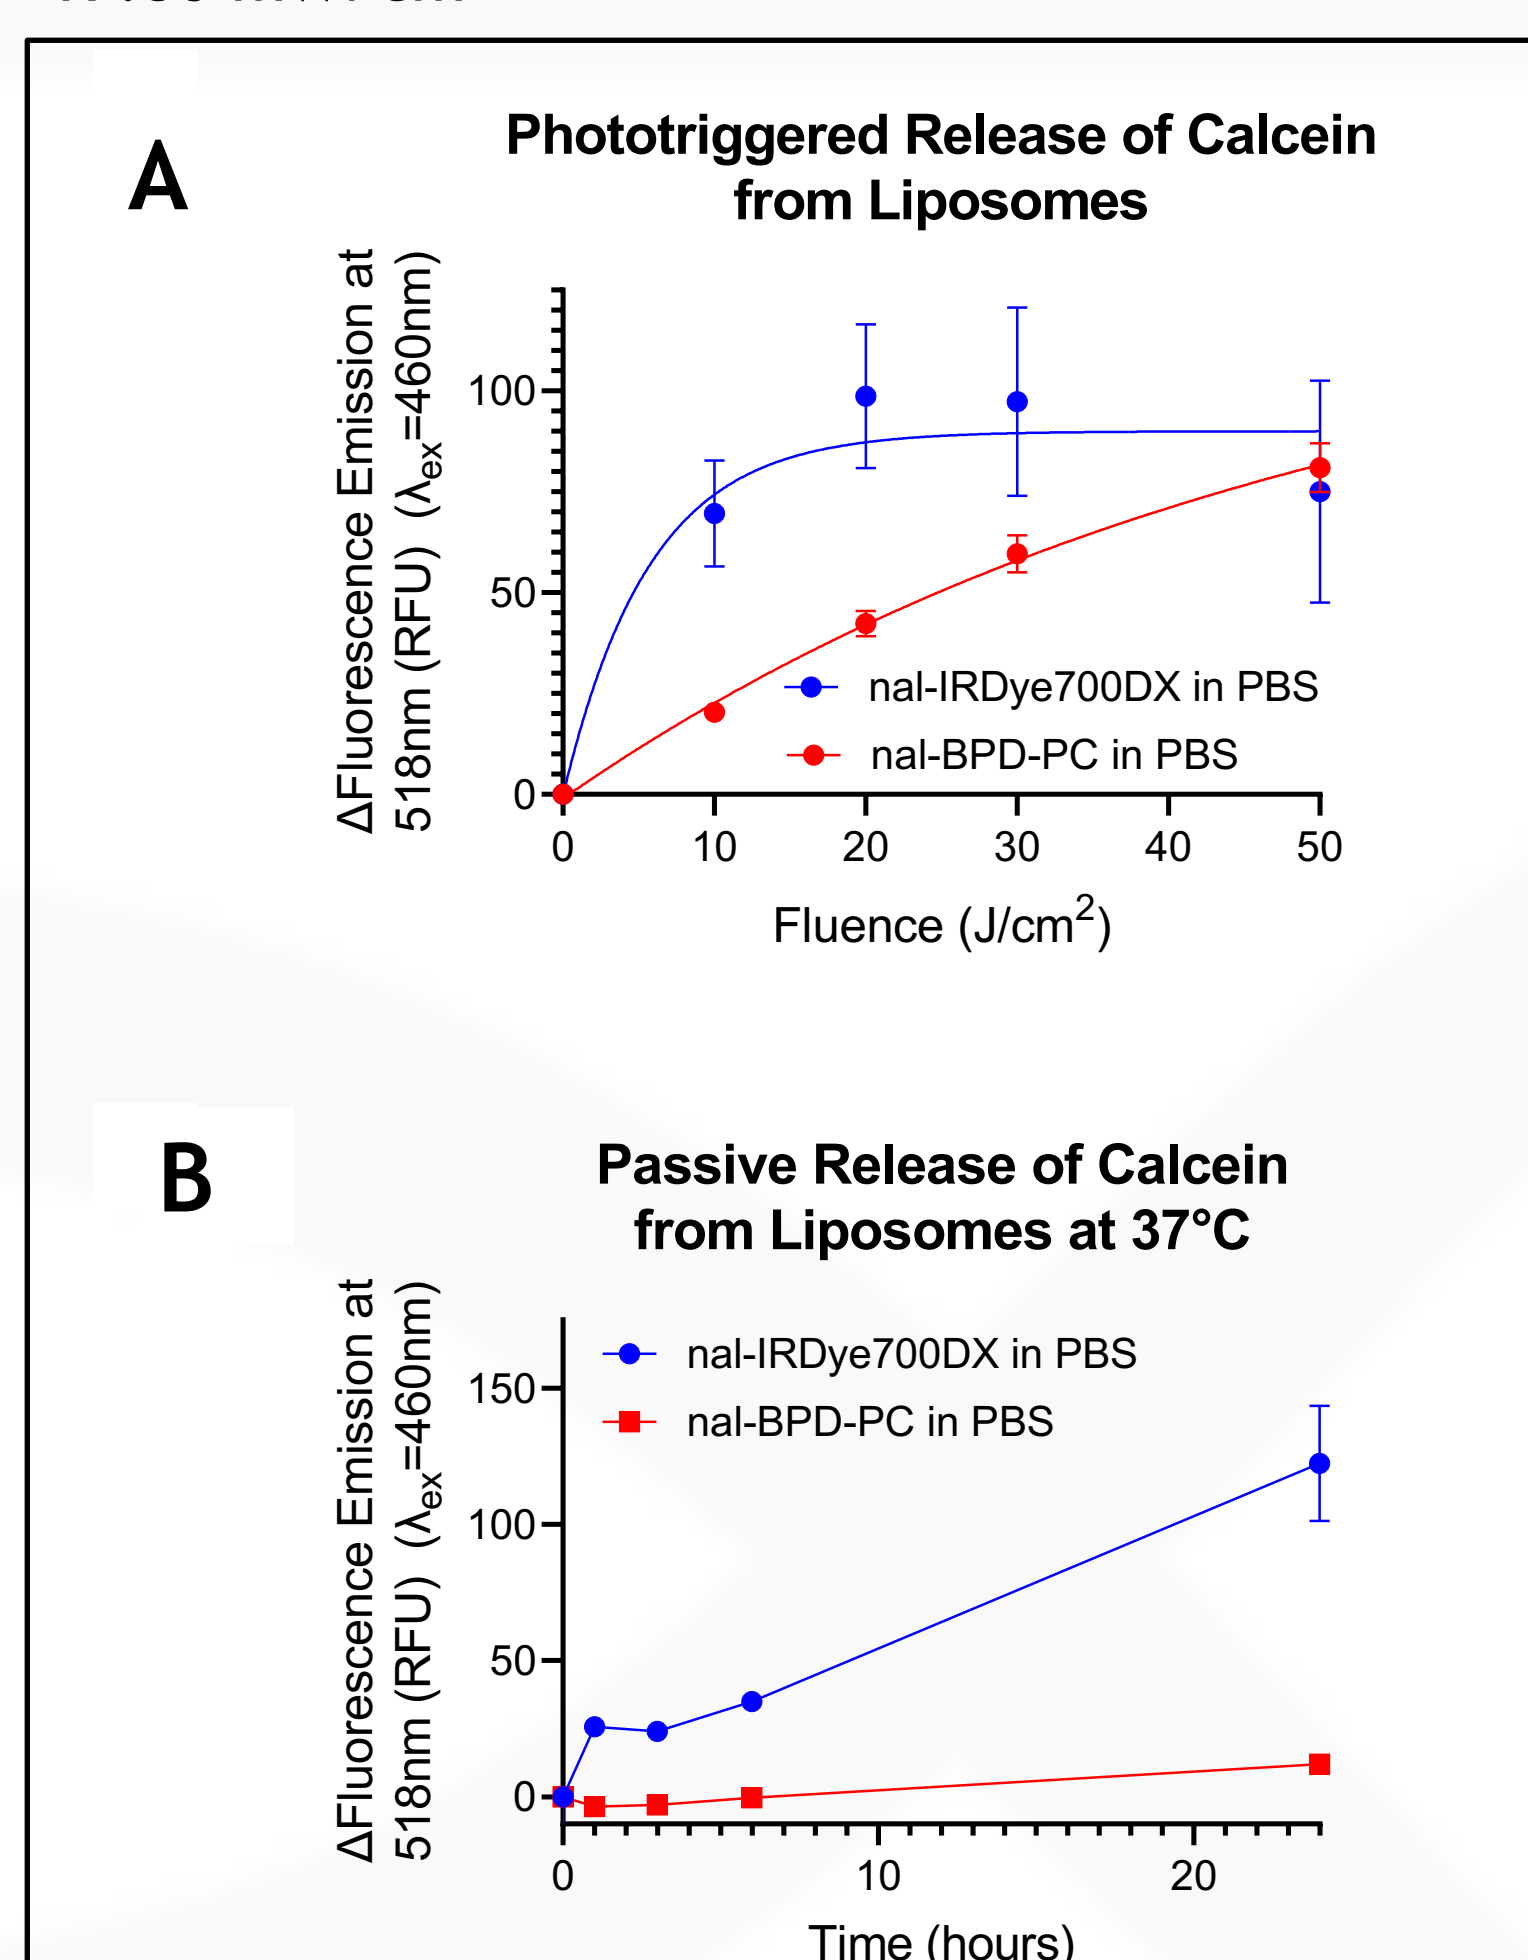 A
Phototriggered Release of Calcein
from Liposomes
ΔFluorescence Emission at
518nm (RFU) (λex=460nm)
100
50
0
nal-IRDye700DX in PBS
nal-BPD-PC in PBS
0 10 20 30 40 50
Fluence (J/cm²)
B
Passive Release of Calcein
from Liposomes at 37°C
ΔFluorescence Emission at
518nm (RFU) (λex=460nm)
nal-IRDye700DX in PBS
nal-BPD-PC in PBS
150
100
50
0
0 10 20
Time (hours)